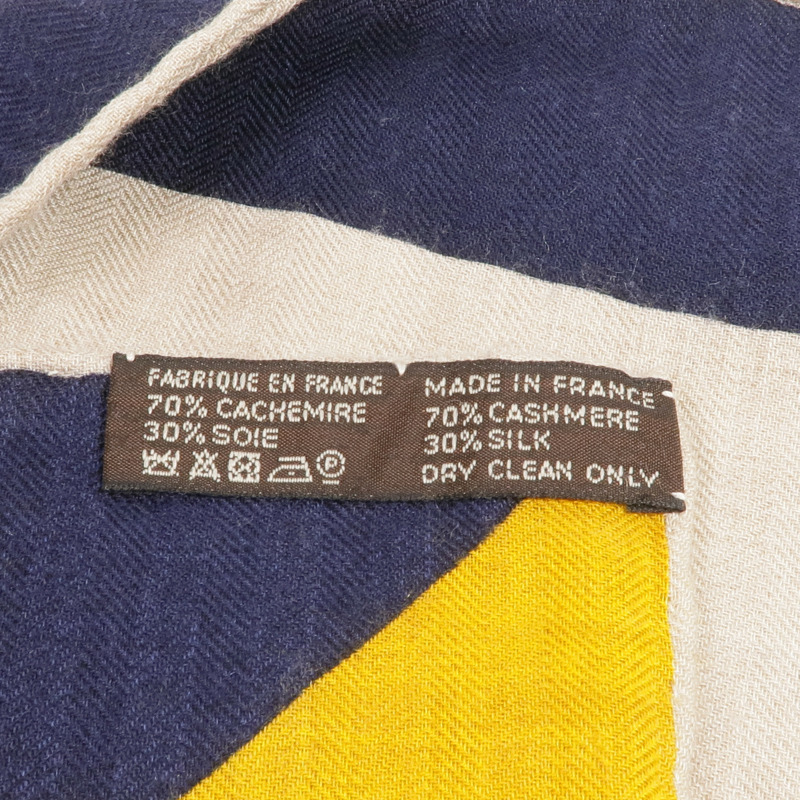 FABRIQUE EN FRANCE
70% CACHEMIRE
30% SOIE
P
MADE IN FRANCE
70% CASHMERE
30% SILK
DRY CLEAN ONLY